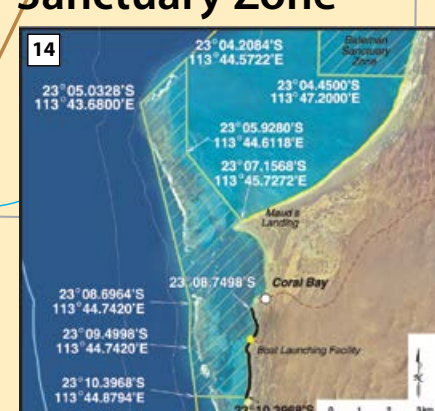 Sanctuary Zone
14
23°04.2084'S
113°44.5722'E
Bateman
Sanctuary
Zone
23°05.0328'S
113°43.6800'E
23°04.4500'S
113°47.2000'E
23°05.9280'S
113°44.6118'E
23°07.1568'S
113°45.7272'E
Maud's
Landing
23°08.7498'S
Coral Bay
23°08.6964'S
113°44.7420'E
23°09.4998'S
113°44.7420'E
Boat Launching Facility
23°10.3968'S
113°44.8794'E
23°10.3968'S